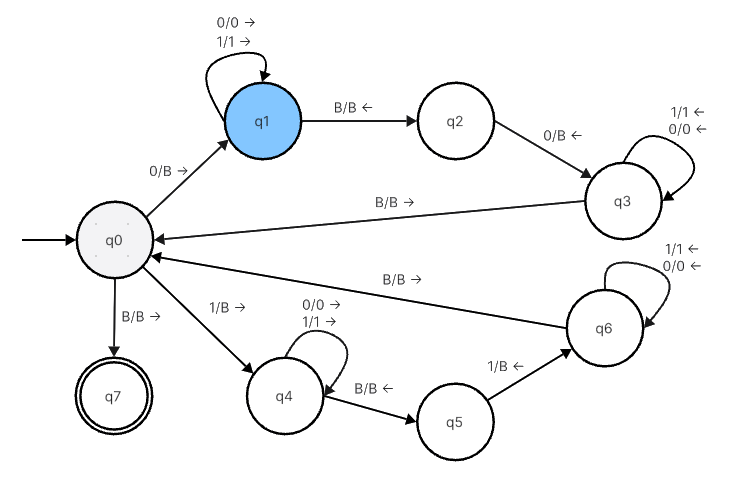 0/0 →
1/1 →
q1
B/B ←
q2
0/B ←
1/1 ←
0/0 ←
q3
0/B →
B/B →
q0
1/1 ←
0/0 ←
B/B →
q6
B/B →
1/B →
0/0 →
1/1 →
1/B ←
q7
q4
B/B ←
q5